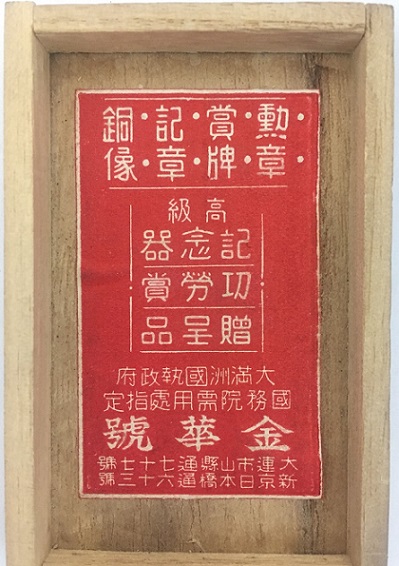 勳章・
賞牌・
記章・
銅像
高級
記念器
功勞賞
贈呈品
大滿洲國執政府
國務院需用處指定
金華號
大連市山縣通七十七號
新京日本橋通六十三號